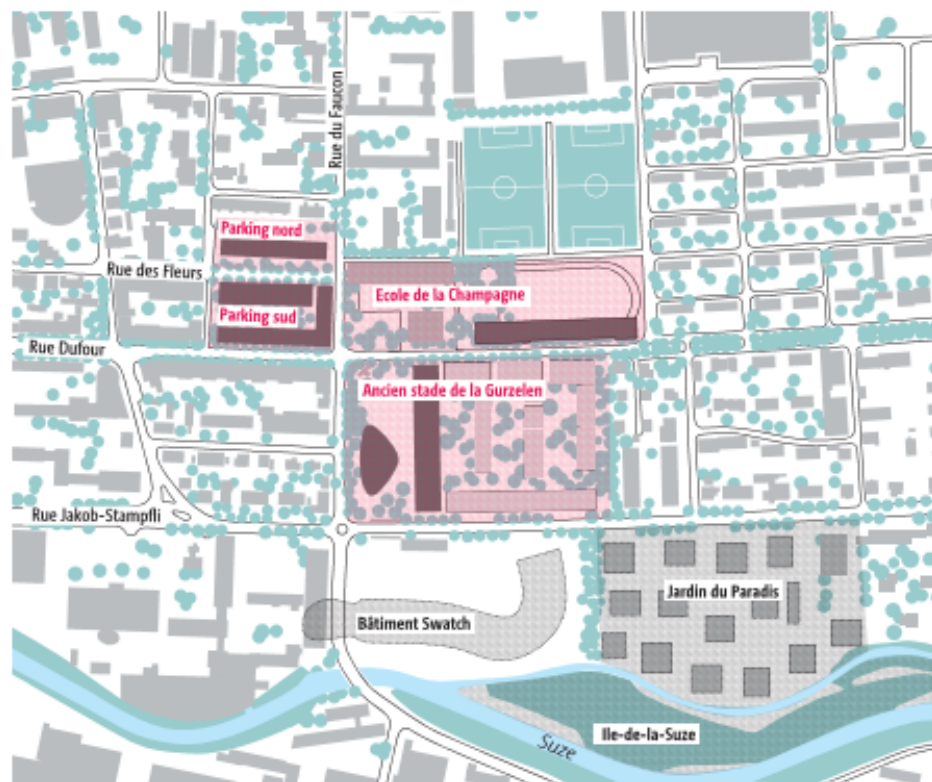 Rue du Faucon
Parking nord
Rue des Fleurs
Ecole de la Champagne
Parking sud
Rue Dufour
Ancien stade de la Gurzelen
Rue Jakob-Stampfli
Jardin du Paradis
Bâtiment Swatch
Ile-de-la-Suze
Suze